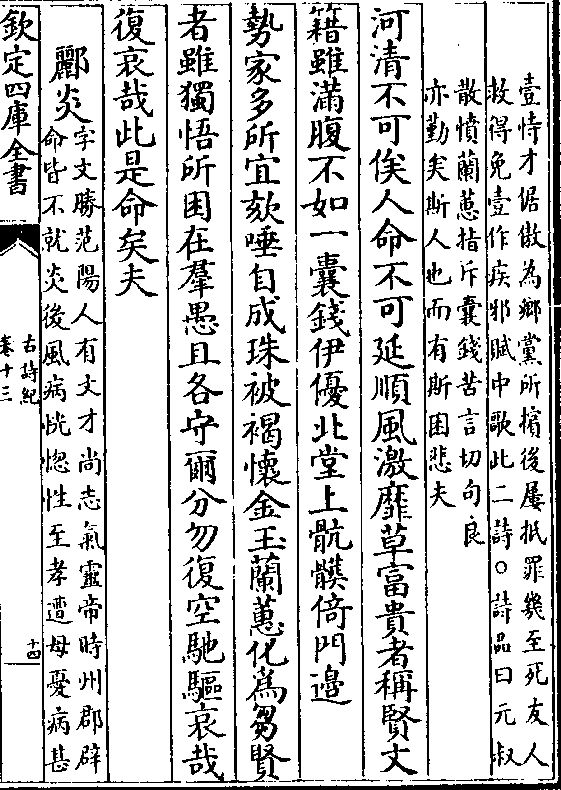 壹恃才倨傲為鄉黨所擯後屢抵罪幾至死友人
救得免壹作疾邪賦中歌此二詩○詩品曰元叔
散憤蘭蕙指斥囊錢苦言切句良
亦勤矣斯人也而有斯困悲夫
河清不可俟人命不可延順風激靡草富貴者稱賢文
籍雖滿腹不如一囊錢伊優北堂上骯髒倚門邉
勢家多所宜欬唾自成珠被褐懷金玉蘭蕙化為芻賢
者雖獨悟所困在羣愚且各守爾分勿復空馳驅哀哉
復哀哉此是命矣夫
酈炎
字文勝范陽人有文才尚志氣靈帝時州郡辟
命皆不就炎後風病恍惚性至孝遭母憂病甚
欽定四庫全書
古詩紀
卷十三
十四